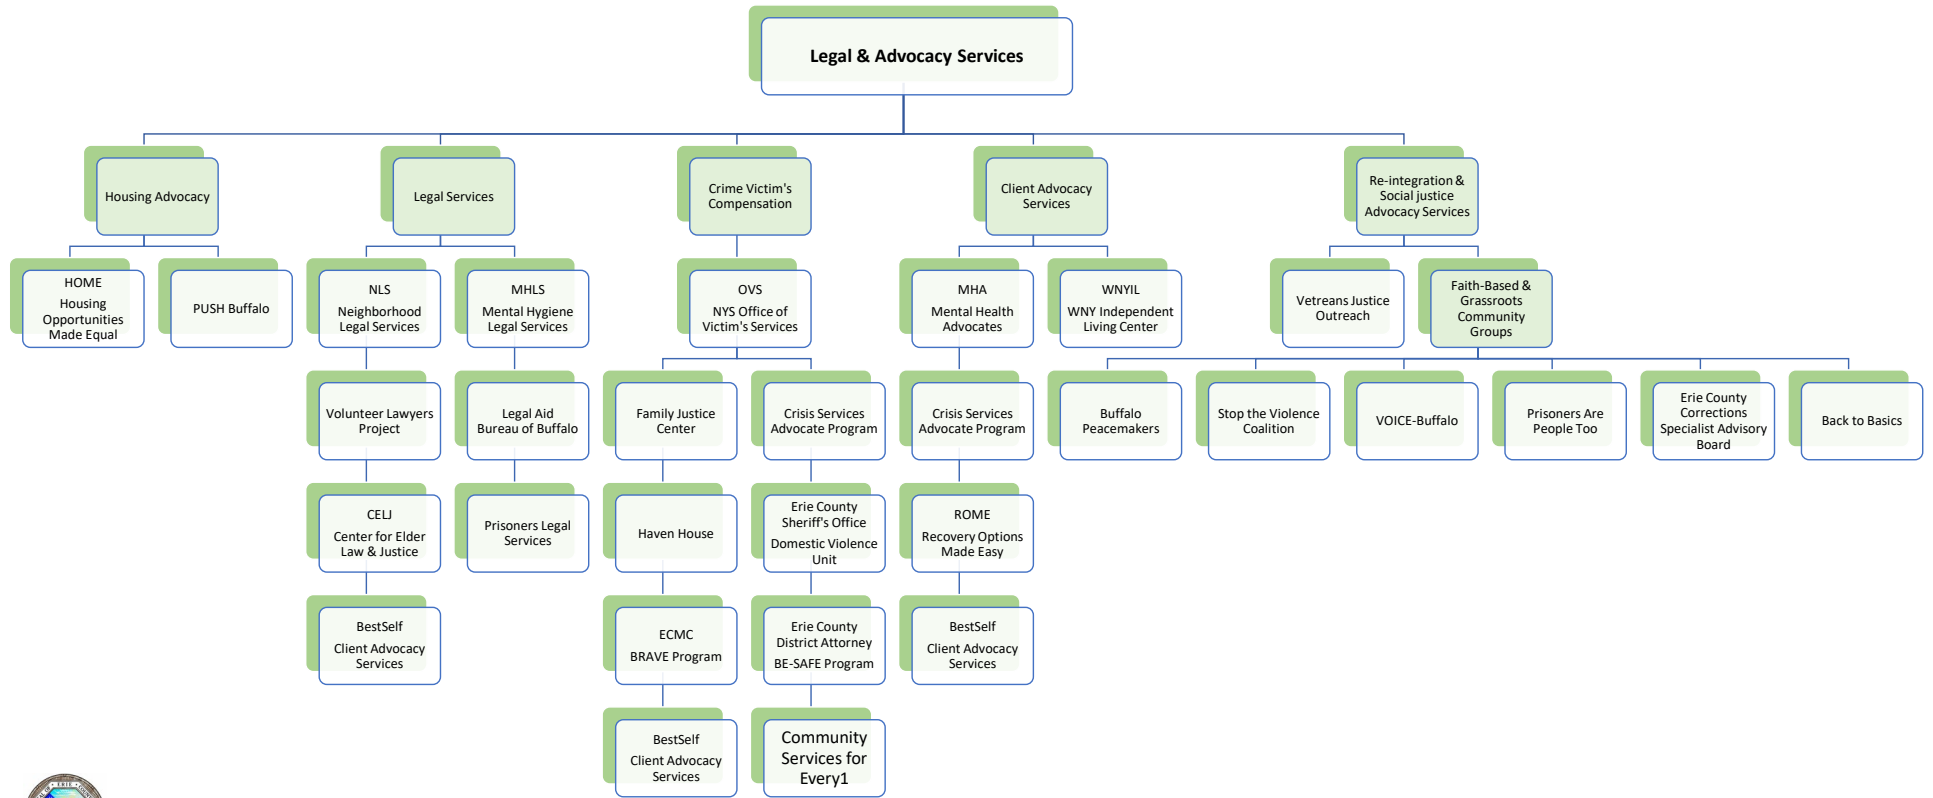 Legal & Advocacy Services
Housing Advocacy
Legal Services
Crime Victim's
Compensation
Client Advocacy
Services
Re-integration &
Social justice
Advocacy Services
HOME
Housing
Opportunities
Made Equal
PUSH Buffalo
NLS
Neighborhood
Legal Services
MHLS
Mental Hygiene
Legal Services
OVS
NYS Office of
Victim's Services
MHA
Mental Health
Advocates
WNYIL
WNY Independent
Living Center
Vetreans Justice
Outreach
Faith-Based &
Grassroots
Community
Groups
Volunteer Lawyers
Project
Legal Aid
Bureau of Buffalo
Family Justice
Center
Crisis Services
Advocate Program
Crisis Services
Advocate Program
Buffalo
Peacemakers
Stop the Violence
Coalition
VOICE-Buffalo
Prisoners Are
People Too
Erie County
Corrections
Specialist Advisory
Board
Back to Basics
CELJ
Center for Elder
Law & Justice
Prisoners Legal
Services
Haven House
Erie County
Sheriff's Office
Domestic Violence
Unit
ROME
Recovery Options
Made Easy
BestSelf
Client Advocacy
Services
ECMC
BRAVE Program
Erie County
District Attorney
BE-SAFE Program
BestSelf
Client Advocacy
Services
BestSelf
Client Advocacy
Services
Community
Services for
Every1
ERIE